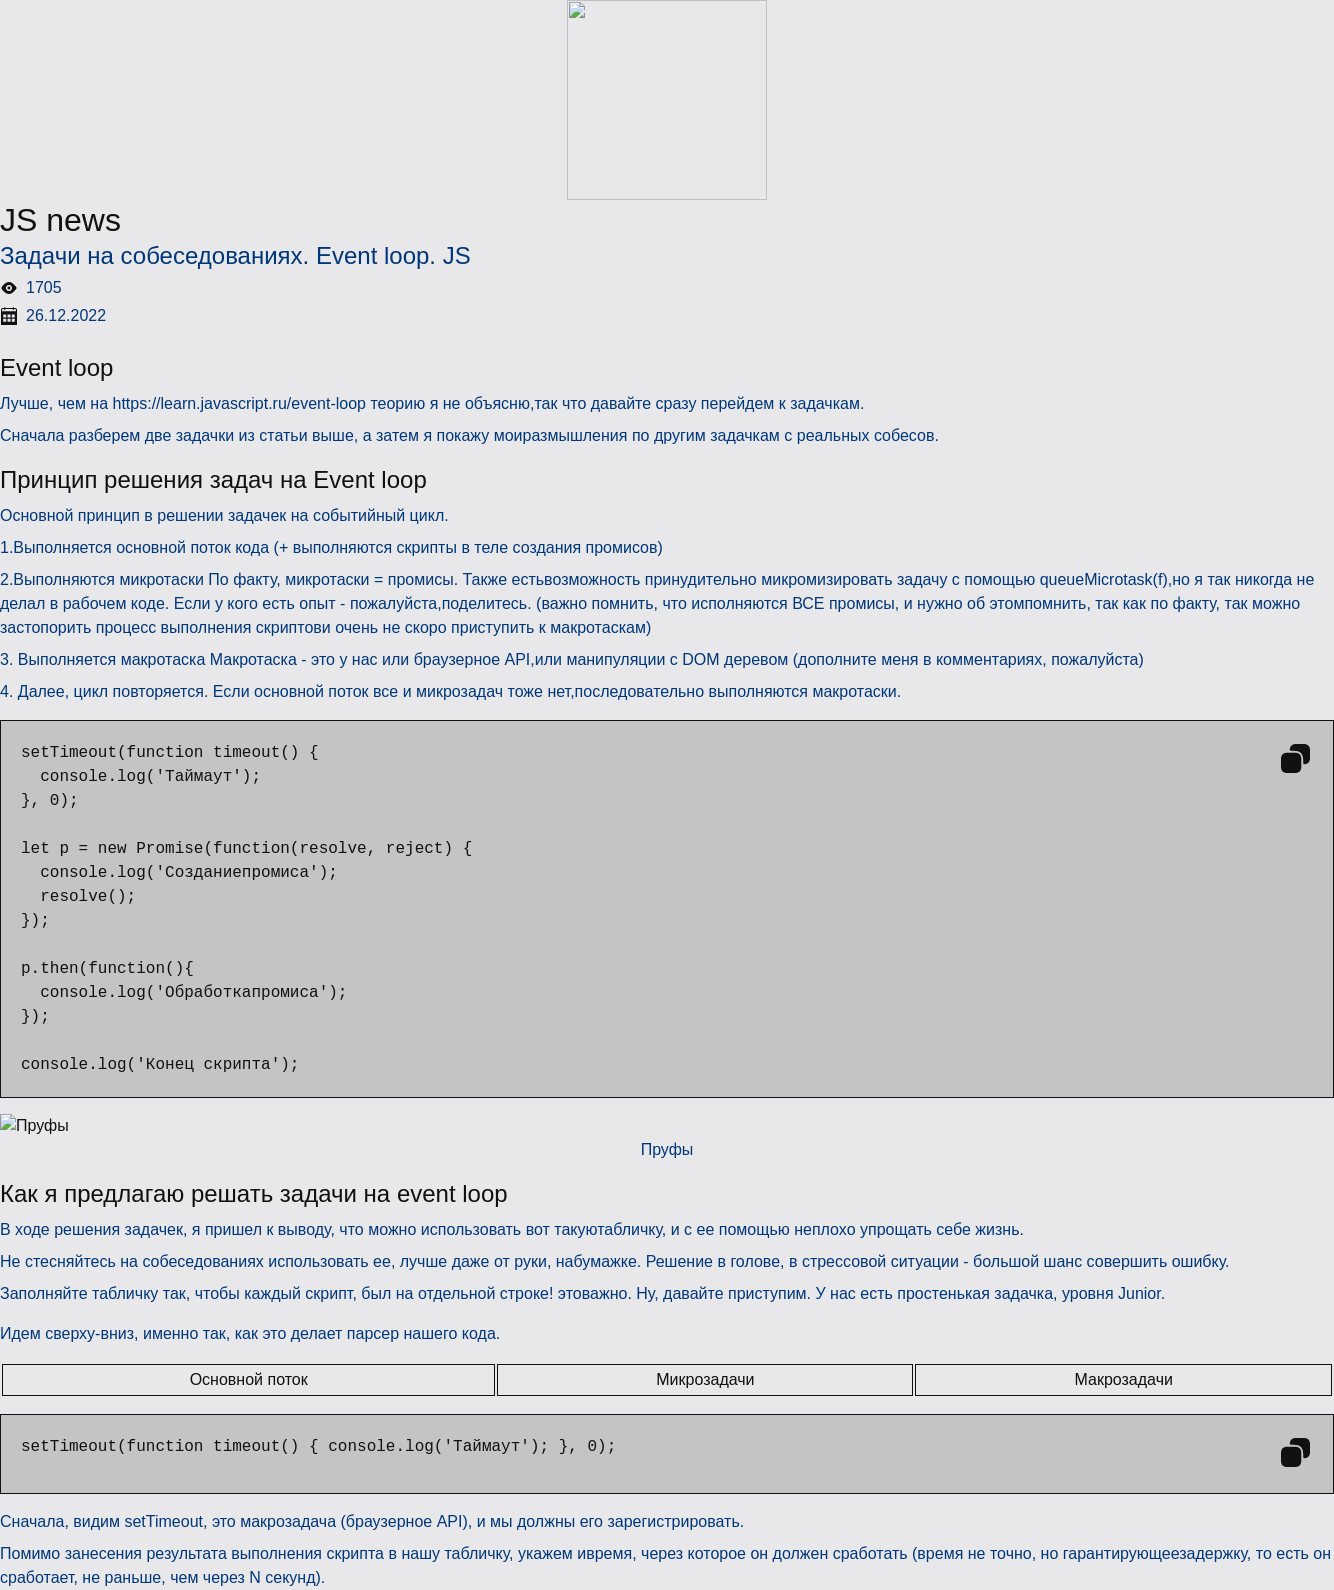 JS news
Задачи на собеседованиях. Event loop. JS
1705
26.12.2022
Event loop
Лучше, чем на https://learn.javascript.ru/event-loop теорию я не объясню,так что давайте сразу перейдем к задачкам.
Сначала разберем две задачки из статьи выше, а затем я покажу моиразмышления по другим задачкам с реальных собесов.
Принцип решения задач на Event loop
Основной принцип в решении задачек на событийный цикл.
1.Выполняется основной поток кода (+ выполняются скрипты в теле создания промисов)
2.Выполняются микротаски По факту, микротаски = промисы. Также естьвозможность принудительно микромизировать задачу с помощью queueMicrotask(f),но я так никогда не
делал в рабочем коде. Если у кого есть опыт - пожалуйста,поделитесь. (важно помнить, что исполняются ВСЕ промисы, и нужно об этомпомнить, так как по факту, так можно
застопорить процесс выполнения скриптови очень не скоро приступить к макротаскам)
3. Выполняется макротаска Макротаска - это у нас или браузерное API,или манипуляции с DOM деревом (дополните меня в комментариях, пожалуйста)
4. Далее, цикл повторяется. Если основной поток все и микрозадач тоже нет,последовательно выполняются макротаски.
setTimeout(function timeout() {
  console.log('Таймаут');
}, 0);
let p = new Promise(function(resolve, reject) {
  console.log('Созданиепромиса');
  resolve();
});
p.then(function(){
  console.log('Обработкапромиса');
});
console.log('Конец скрипта');
Пруфы
Пруфы
Как я предлагаю решать задачи на event loop
В ходе решения задачек, я пришел к выводу, что можно использовать вот такуютабличку, и с ее помощью неплохо упрощать себе жизнь.
Не стесняйтесь на собеседованиях использовать ее, лучше даже от руки, набумажке. Решение в голове, в стрессовой ситуации - большой шанс совершить ошибку.
Заполняйте табличку так, чтобы каждый скрипт, был на отдельной строке! этоважно. Ну, давайте приступим. У нас есть простенькая задачка, уровня Junior.
Идем сверху-вниз, именно так, как это делает парсер нашего кода.
Основной поток Микрозадачи Макрозадачи
setTimeout(function timeout() { console.log('Таймаут'); }, 0);
Сначала, видим setTimeout, это макрозадача (браузерное API), и мы должны его зарегистрировать.
Помимо занесения результата выполнения скрипта в нашу табличку, укажем ивремя, через которое он должен сработать (время не точно, но гарантирующеезадержку, то есть он
сработает, не раньше, чем через N секунд).